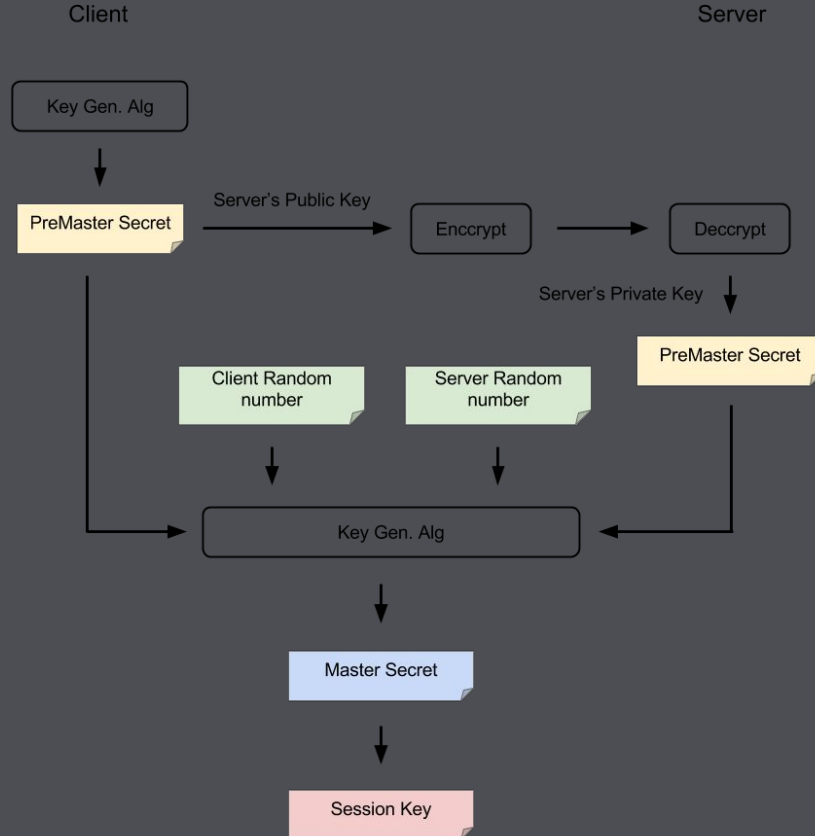 Client
Server
Key Gen. Alg
PreMaster Secret
Server's Public Key
Enccrypt
Deccrypt
Server's Private Key
PreMaster Secret
Client Random
number
Server Random
number
Key Gen. Alg
Master Secret
Session Key